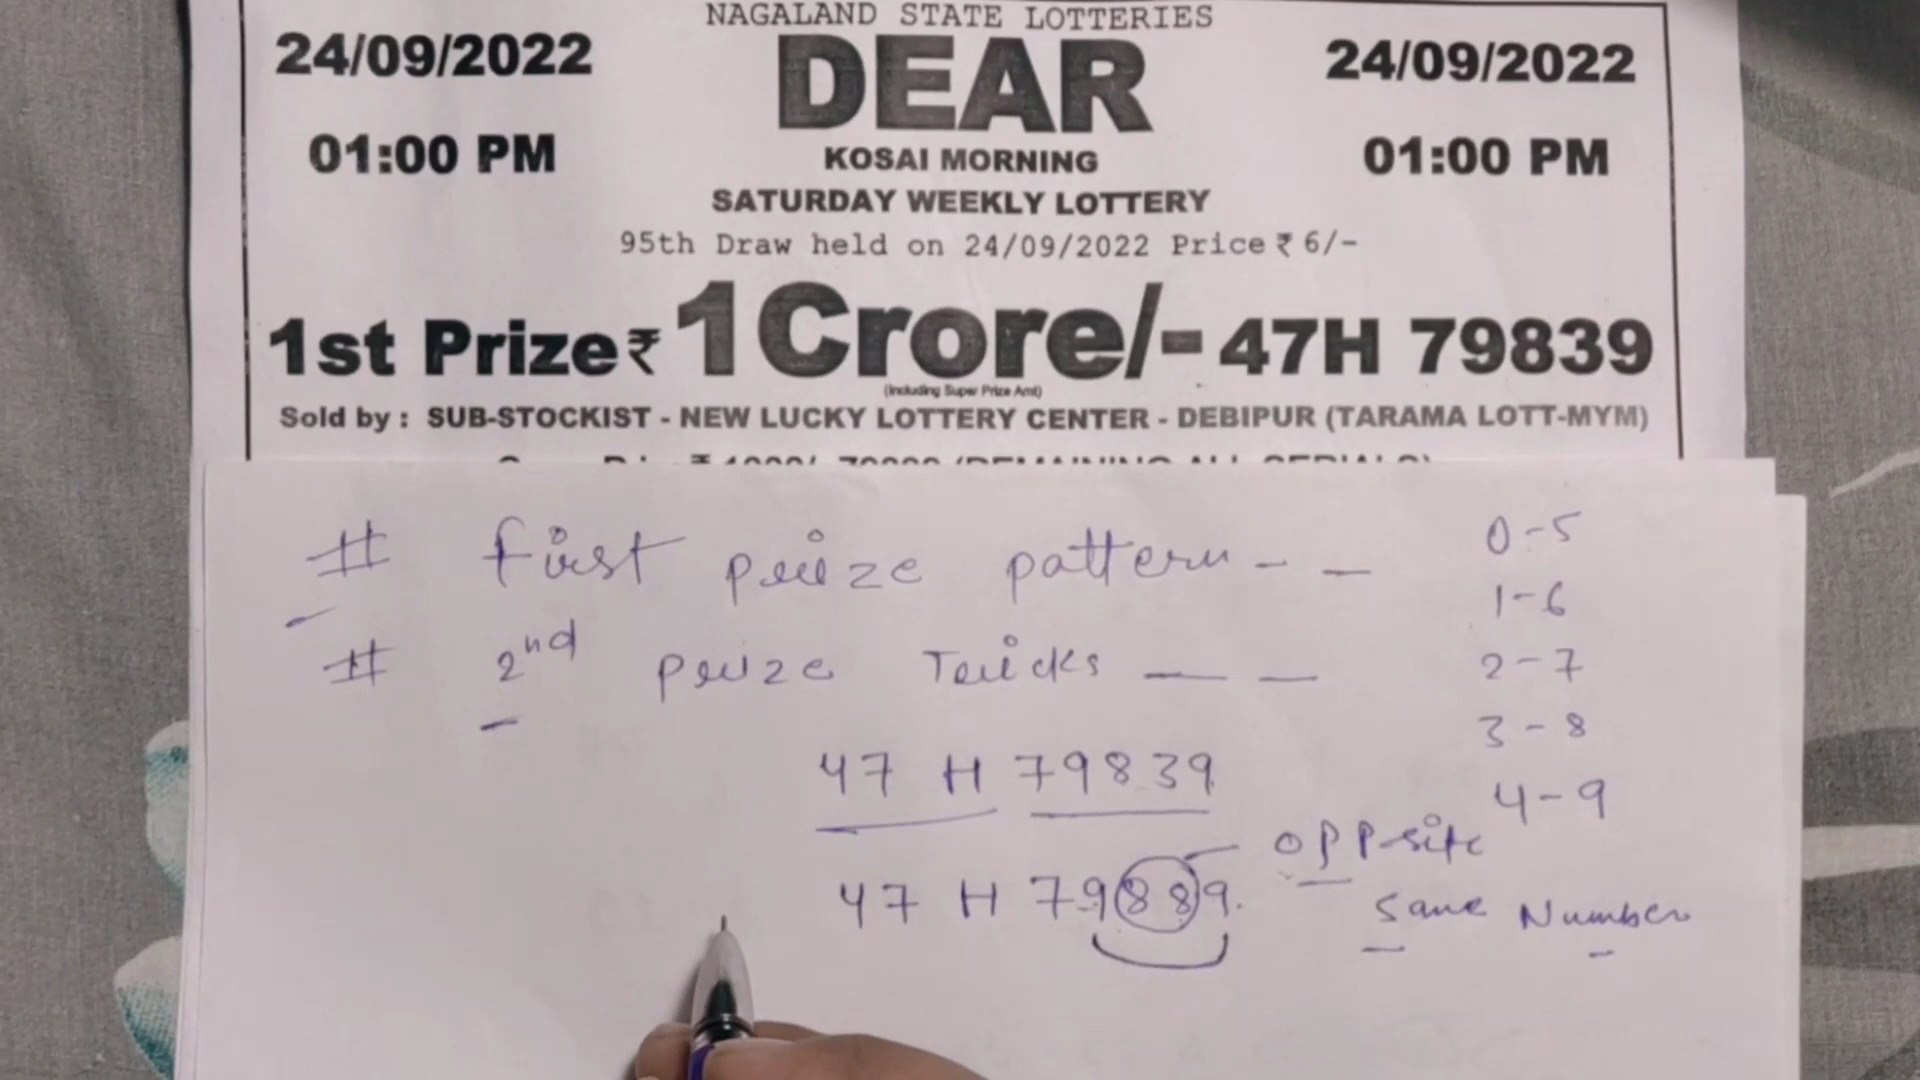 NAGALAND STATE LOTTERIES
24/09/2022 DEAR 24/09/2022
01:00 PM KOSAI MORNING 01:00 PM
SATURDAY WEEKLY LOTTERY
95th Draw held on 24/09/2022 Price ₹ 6/-
1st Prize ₹ 1 Crore/- 47H 79839
(Including Super Prize Amt)
Sold by : SUB-STOCKIST - NEW LUCKY LOTTERY CENTER - DEBIPUR (TARAMA LOTT-MYM)
# first prize pattern - -
0-5
1-6
# 2nd prize Tricks - -
2-7
3-8
47 H 79839
4-9
opposite
47 H 79889.
Same Number